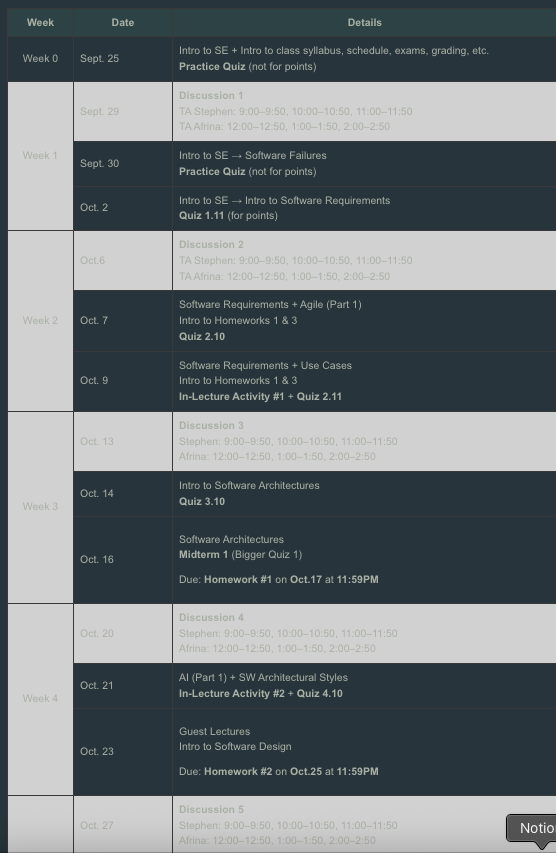 Week Date Details
Week 0 Sept. 25 Intro to SE + Intro to class syllabus, schedule, exams, grading, etc.
Practice Quiz (not for points)
Week 1 Sept. 29 Discussion 1
TA Stephen: 9:00–9:50, 10:00–10:50, 11:00–11:50
TA Afrina: 12:00–12:50, 1:00–1:50, 2:00–2:50
Sept. 30 Intro to SE → Software Failures
Practice Quiz (not for points)
Oct. 2 Intro to SE → Intro to Software Requirements
Quiz 1.11 (for points)
Week 2 Oct.6 Discussion 2
TA Stephen: 9:00–9:50, 10:00–10:50, 11:00–11:50
TA Afrina: 12:00–12:50, 1:00–1:50, 2:00–2:50
Oct. 7 Software Requirements + Agile (Part 1)
Intro to Homeworks 1 & 3
Quiz 2.10
Oct. 9 Software Requirements + Use Cases
Intro to Homeworks 1 & 3
In-Lecture Activity #1 + Quiz 2.11
Week 3 Oct. 13 Discussion 3
Stephen: 9:00–9:50, 10:00–10:50, 11:00–11:50
Afrina: 12:00–12:50, 1:00–1:50, 2:00–2:50
Oct. 14 Intro to Software Architectures
Quiz 3.10
Oct. 16 Software Architectures
Midterm 1 (Bigger Quiz 1)
Due: Homework #1 on Oct.17 at 11:59PM
Week 4 Oct. 20 Discussion 4
Stephen: 9:00–9:50, 10:00–10:50, 11:00–11:50
Afrina: 12:00–12:50, 1:00–1:50, 2:00–2:50
Oct. 21 AI (Part 1) + SW Architectural Styles
In-Lecture Activity #2 + Quiz 4.10
Oct. 23 Guest Lectures
Intro to Software Design
Due: Homework #2 on Oct.25 at 11:59PM
Oct. 27 Discussion 5
Stephen: 9:00–9:50, 10:00–10:50, 11:00–11:50
Afrina: 12:00–12:50, 1:00–1:50, 2:00–2:50
Notio